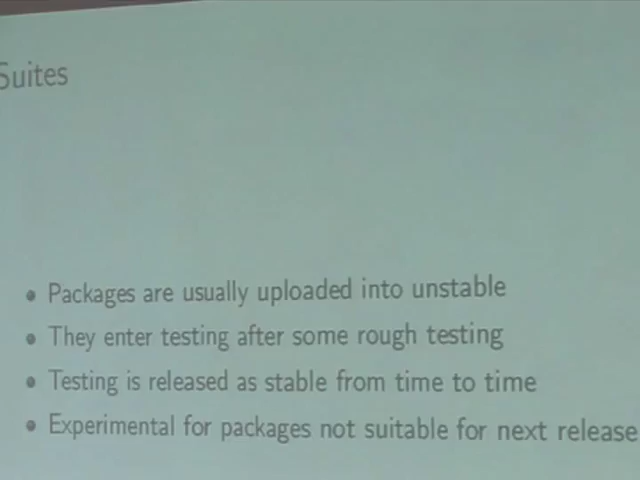 Suites
• Packages are usually uploaded into unstable
• They enter testing after some rough testing
• Testing is released as stable from time to time
• Experimental for packages not suitable for next release